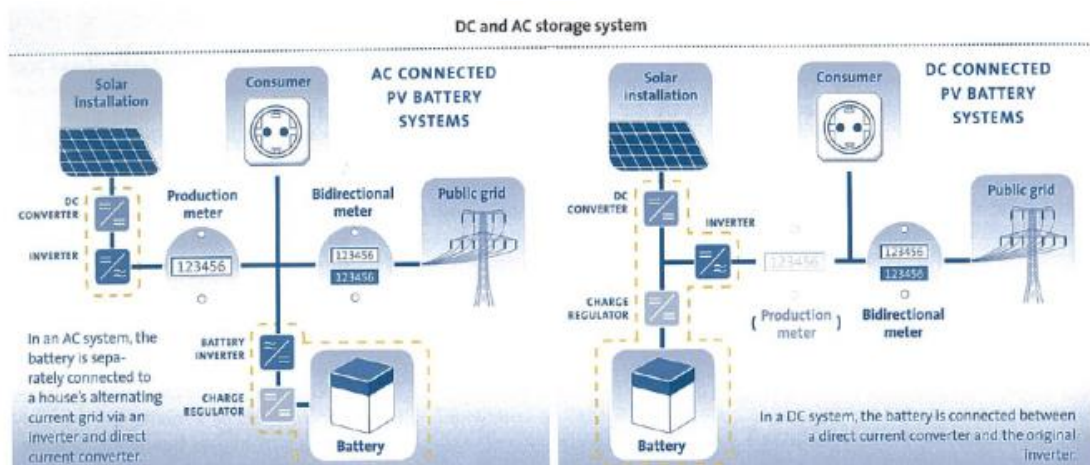 DC and AC storage system
Solar
installation
Consumer
AC CONNECTED
PV BATTERY
SYSTEMS
DC
CONVERTER
Production
meter
Bidirectional
meter
Public grid
INVERTER
123456
123456
123456
In an AC system, the
battery is sepa-
rately connected to
a house's alternating
current grid via an
inverter and direct
current converter.
BATTERY
INVERTER
CHARGE
REGULATOR
Battery
Solar
installation
Consumer
DC CONNECTED
PV BATTERY
SYSTEMS
DC
CONVERTER
INVERTER
Public grid
123456
123456
123456
CHARGE
REGULATOR
( Production
meter )
Bidirectional
meter
Battery
In a DC system, the battery is connected between
a direct current converter and the original
inverter.